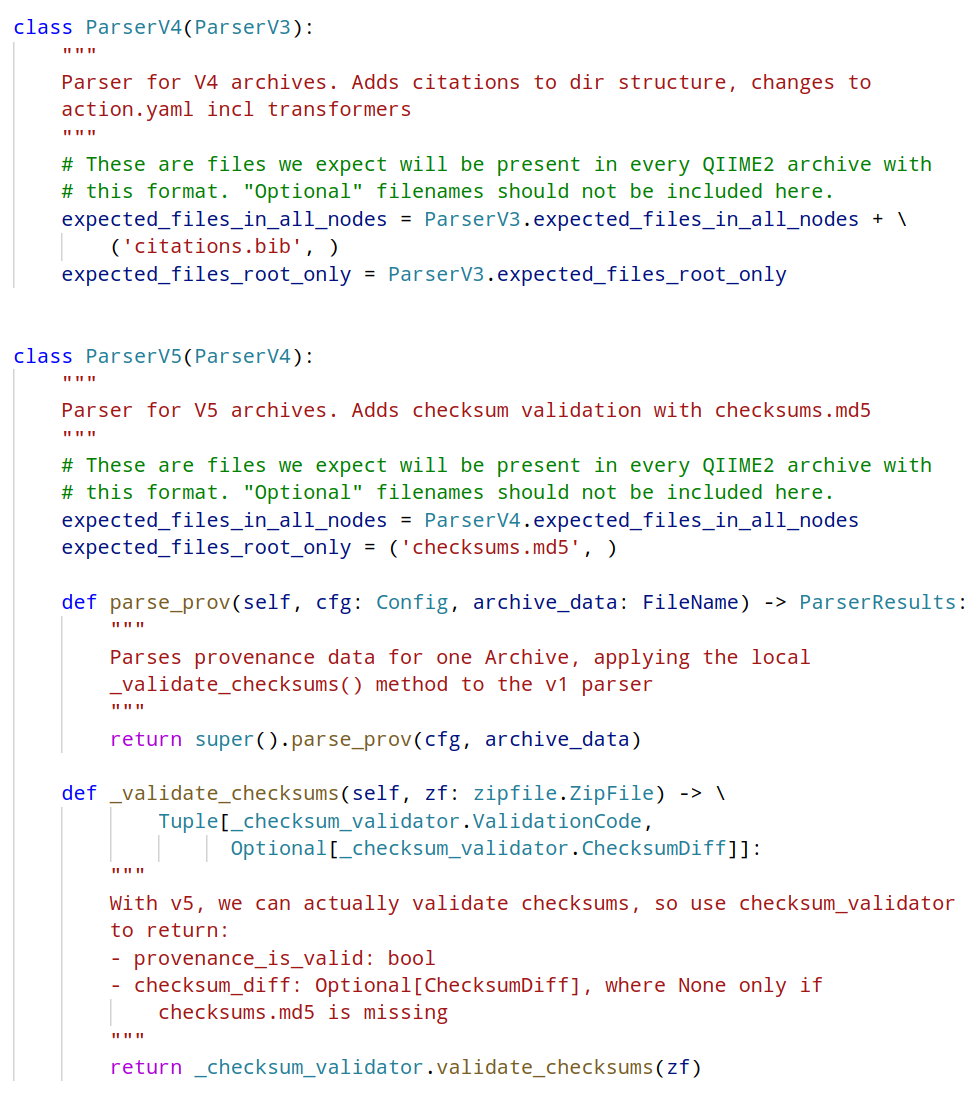 class ParserV4(ParserV3):
    """
    Parser for V4 archives. Adds citations to dir structure, changes to
    action.yaml incl transformers
    """
    # These are files we expect will be present in every QIIME2 archive with
    # this format. "Optional" filenames should not be included here.
    expected_files_in_all_nodes = ParserV3.expected_files_in_all_nodes + \
        ('citations.bib', )
    expected_files_root_only = ParserV3.expected_files_root_only


class ParserV5(ParserV4):
    """
    Parser for V5 archives. Adds checksum validation with checksums.md5
    """
    # These are files we expect will be present in every QIIME2 archive with
    # this format. "Optional" filenames should not be included here.
    expected_files_in_all_nodes = ParserV4.expected_files_in_all_nodes
    expected_files_root_only = ('checksums.md5', )

    def parse_prov(self, cfg: Config, archive_data: FileName) -> ParserResults:
        """
        Parses provenance data for one Archive, applying the local
        _validate_checksums() method to the v1 parser
        """
        return super().parse_prov(cfg, archive_data)

    def _validate_checksums(self, zf: zipfile.ZipFile) -> \
            Tuple[_checksum_validator.ValidationCode,
                  Optional[_checksum_validator.ChecksumDiff]]:
        """
        With v5, we can actually validate checksums, so use checksum_validator
        to return:
        - provenance_is_valid: bool
        - checksum_diff: Optional[ChecksumDiff], where None only if
            checksums.md5 is missing
        """
        return _checksum_validator.validate_checksums(zf)